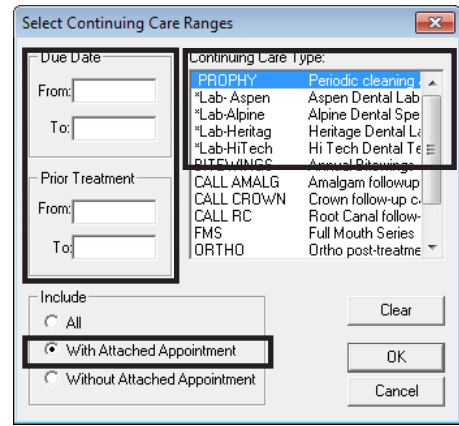 Select Continuing Care Ranges
Due Date
From:
To:
Prior Treatment
From:
To:
Continuing Care Type:
PROPHY Periodic cleaning
*Lab- Aspen Aspen Dental Lab
*Lab-Alpine Alpine Dental Spe
*Lab-Heritag Heritage Dental La
*Lab-HiTech Hi Tech Dental Te
BITEWINGS Annual Bitewings
CALL AMALG Amalgam followup
CALL CROWN Crown follow-up c
CALL RC Root Canal follow-
FMS Full Mouth Series
ORTHO Ortho post-treatme
Include
All
With Attached Appointment
Without Attached Appointment
Clear
OK
Cancel